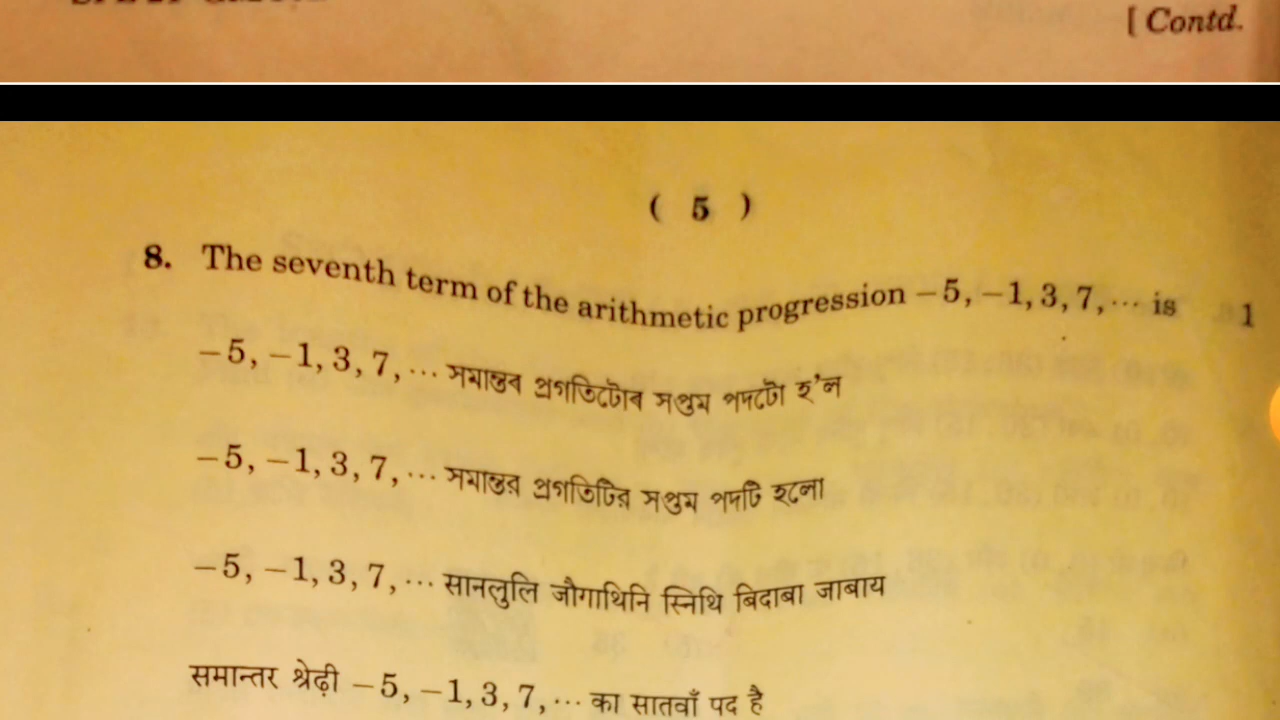 [ Contd.
( 5 )
8. The seventh term of the arithmetic progression −5, −1, 3, 7, ··· is 1
−5, −1, 3, 7, ··· সমান্তৰ প্ৰগতিটোৰ সপ্তম পদটো হ'ল
−5, −1, 3, 7, ··· সমান্তর প্রগতিটির সপ্তম পদটি হলো
−5, −1, 3, 7, ··· सानलुलि जौगाथिनि स्निथि बिदाबा जाबाय
समान्तर श्रेढ़ी −5, −1, 3, 7, ··· का सातवाँ पद है